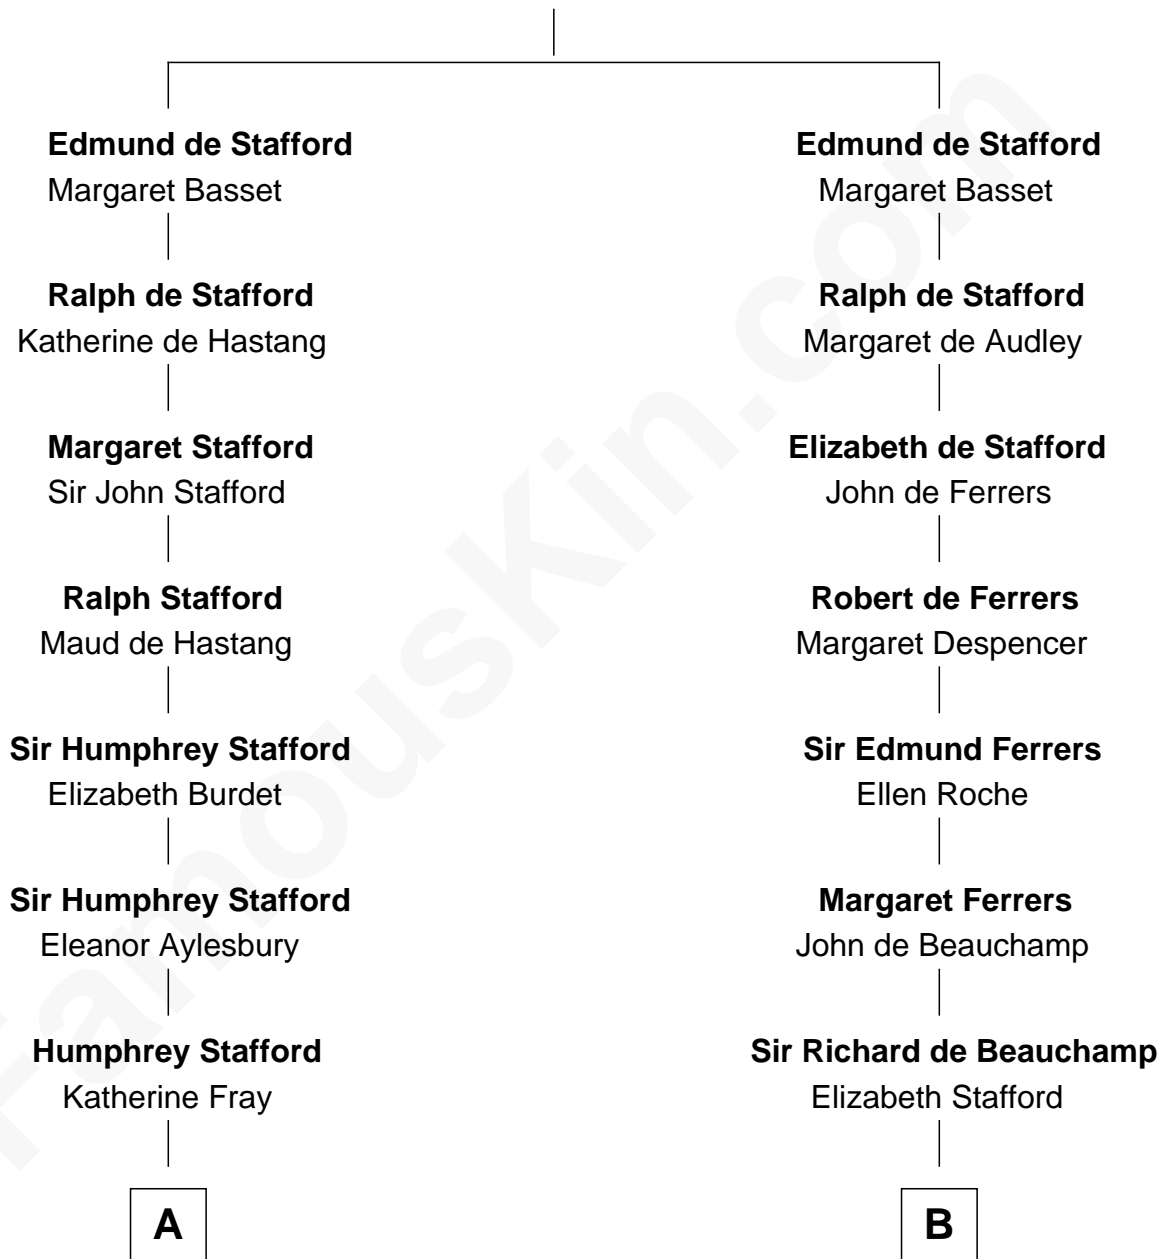 Edmund de Stafford
Margaret Basset
Ralph de Stafford
Katherine de Hastang
Margaret Stafford
Sir John Stafford
Ralph Stafford
Maud de Hastang
Sir Humphrey Stafford
Elizabeth Burdet
Sir Humphrey Stafford
Eleanor Aylesbury
Humphrey Stafford
Katherine Fray
A
Edmund de Stafford
Margaret Basset
Ralph de Stafford
Margaret de Audley
Elizabeth de Stafford
John de Ferrers
Robert de Ferrers
Margaret Despencer
Sir Edmund Ferrers
Ellen Roche
Margaret Ferrers
John de Beauchamp
Sir Richard de Beauchamp
Elizabeth Stafford
B
FamousKin.com